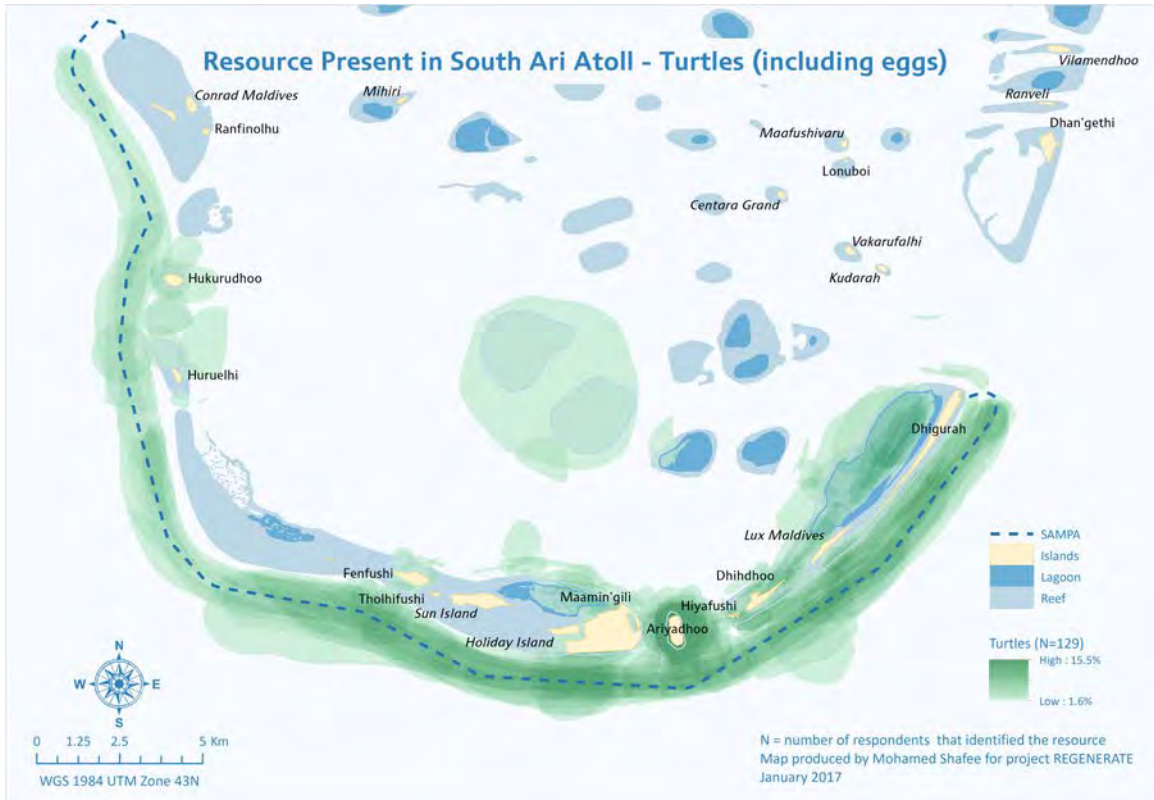 Resource Present in South Ari Atoll - Turtles (including eggs)
Vilamendhoo
Conrad Maldives
Mihiri
Ranveli
Ranfinolhu
Dhan'gethi
Maafushivaru
Lonuboi
Centara Grand
Vakarufalhi
Hukurudhoo
Kudarah
Huruelhi
Dhigurah
Lux Maldives
Fenfushi
Dhihdhoo
Tholhifushi
Maamin'gili
Hiyafushi
Sun Island
Ariyadhoo
Holiday Island
SAMPA
Islands
Lagoon
Reef
Turtles (N=129)
High : 15.5%
Low : 1.6%
N
W E
S
0 1.25 2.5 5 Km
WGS 1984 UTM Zone 43N
N = number of respondents that identified the resource
Map produced by Mohamed Shafee for project REGENERATE
January 2017